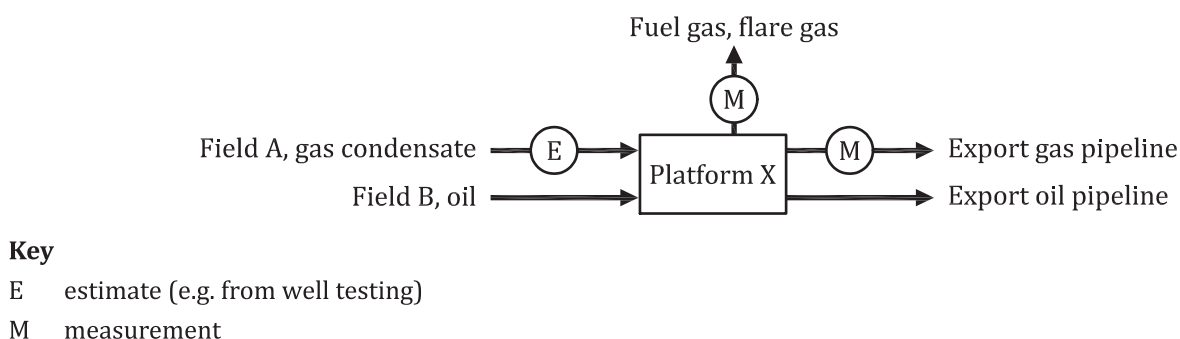 Fuel gas, flare gas
M
Field A, gas condensate
E
Platform X
M
Export gas pipeline
Field B, oil
Export oil pipeline
Key
E estimate (e.g. from well testing)
M measurement